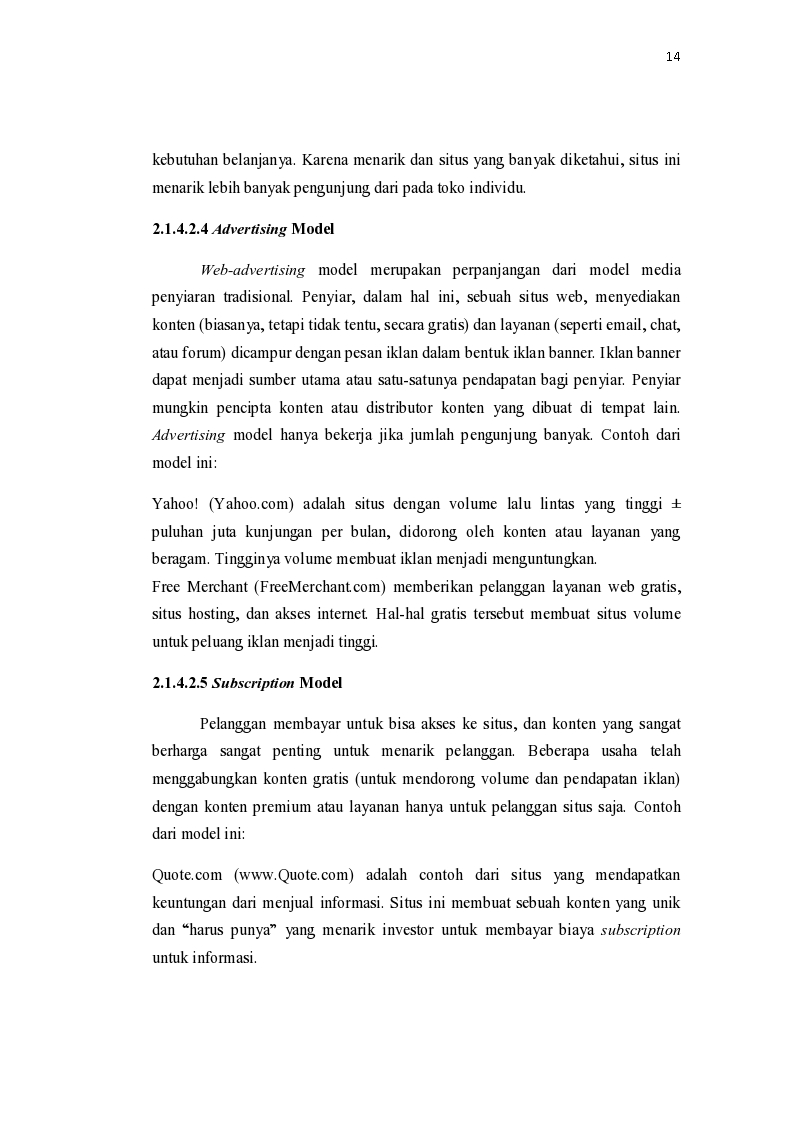 14
kebutuhan belanjanya. Karena menarik dan situs yang banyak diketahui, situs ini
menarik lebih banyak pengunjung dari pada toko individu.
2.1.4.2.4 Advertising Model
Web-advertising model merupakan perpanjangan dari model media
penyiaran tradisional. Penyiar, dalam hal ini, sebuah situs web, menyediakan
konten (biasanya, tetapi tidak tentu, secara gratis) dan layanan (seperti email, chat,
atau forum) dicampur dengan pesan iklan dalam bentuk iklan banner. Iklan banner
dapat menjadi sumber utama atau satu-satunya pendapatan bagi penyiar. Penyiar
mungkin pencipta konten atau distributor konten yang dibuat di tempat lain.
Advertising model hanya bekerja jika jumlah pengunjung banyak. Contoh dari
model ini:
Yahoo! (Yahoo.com) adalah situs dengan volume lalu lintas yang tinggi ±
puluhan juta kunjungan per bulan, didorong oleh konten atau layanan yang
beragam. Tingginya volume membuat iklan menjadi menguntungkan.
Free Merchant (FreeMerchant.com) memberikan pelanggan layanan web gratis,
situs hosting, dan akses internet. Hal-hal gratis tersebut membuat situs volume
untuk peluang iklan menjadi tinggi.
2.1.4.2.5 Subscription Model
Pelanggan membayar untuk bisa akses ke situs, dan konten yang sangat
berharga sangat penting untuk menarik pelanggan. Beberapa usaha telah
menggabungkan konten gratis (untuk mendorong volume dan pendapatan iklan)
dengan konten premium atau layanan hanya untuk pelanggan situs saja. Contoh
dari model ini:
Quote.com (www.Quote.com) adalah contoh dari situs yang mendapatkan
keuntungan dari menjual informasi. Situs ini membuat sebuah konten yang unik
dan “harus punya” yang menarik investor untuk membayar biaya subscription
untuk informasi.